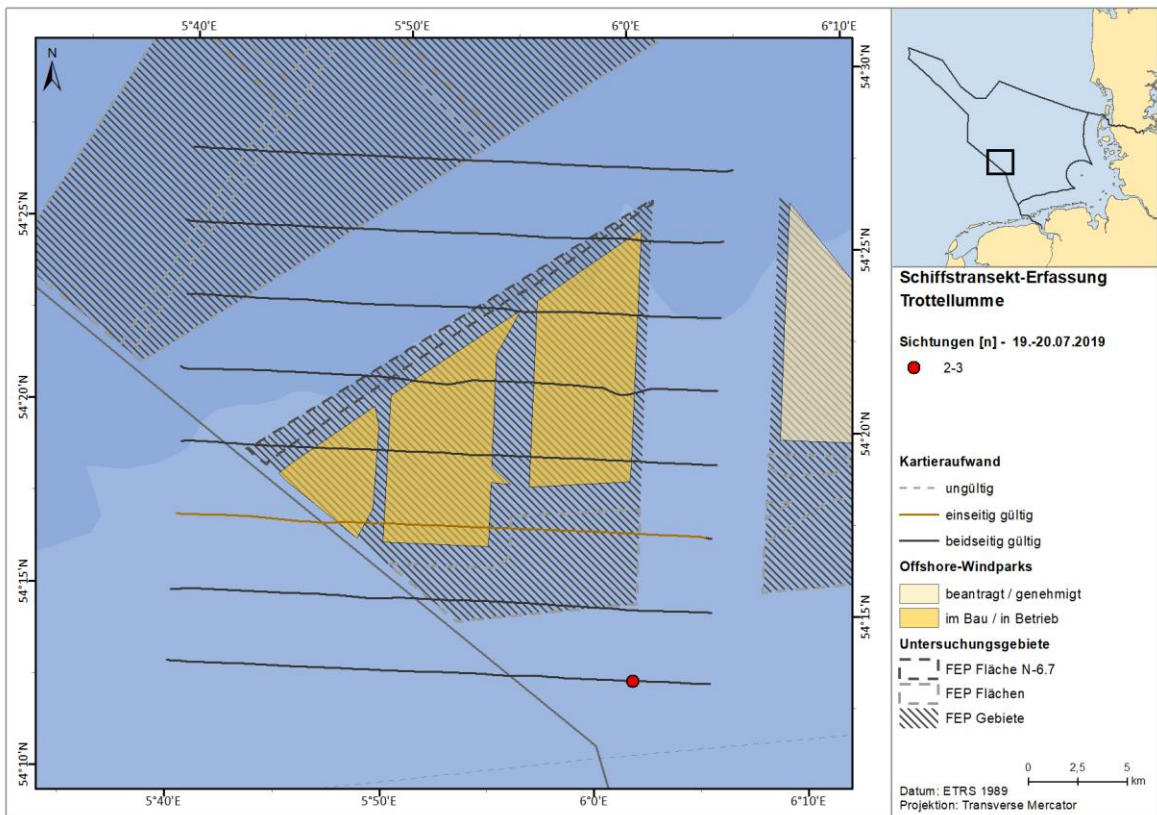 5°40'E 5°50'E 6°0'E 6°10'E
N
54°30'N
54°25'N
54°25'N
54°20'N
54°20'N
54°15'N
54°15'N
54°10'N
5°40'E 5°50'E 6°0'E 6°10'E
Schiffstransekt-Erfassung
Trottellumme
Sichtungen [n] - 19.-20.07.2019
2-3
Kartieraufwand
ungültig
einseitig gültig
beidseitig gültig
Offshore-Windparks
beantragt / genehmigt
im Bau / in Betrieb
Untersuchungsgebiete
FEP Fläche N-6.7
FEP Flächen
FEP Gebiete
0 2,5 5
km
Datum: ETRS 1989
Projektion: Transverse Mercator